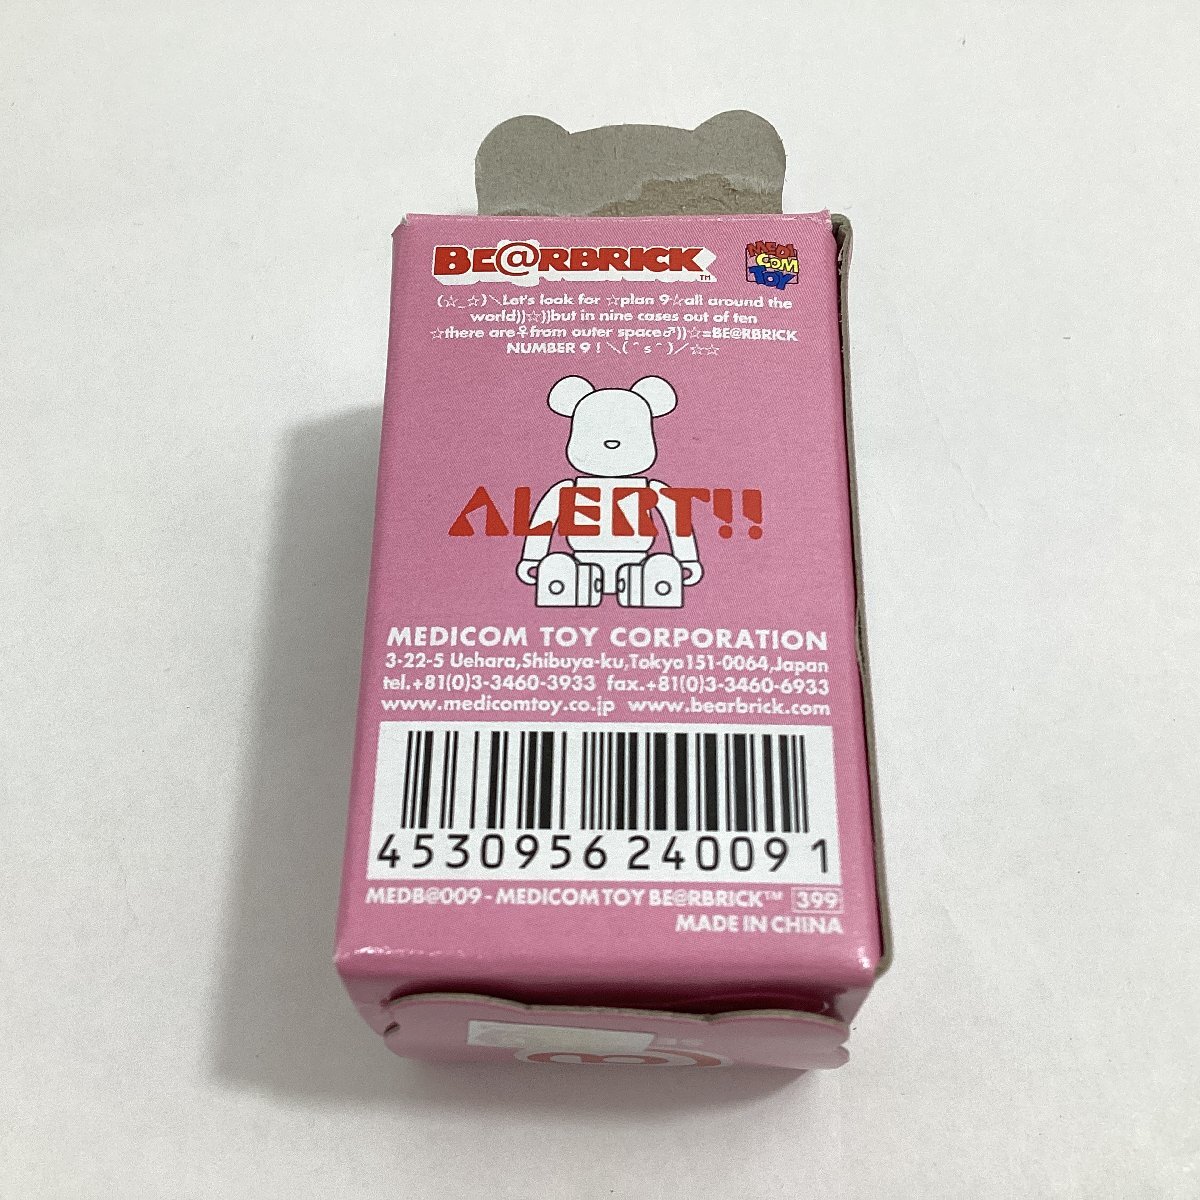 BE@RBRICK™
MEDI COM TOY
(☆_☆)＼Let's look for ☆plan 9☆all around the
world))☆))but in nine cases out of ten
☆there are♀from outer space♂))☆=BE@RBRICK
NUMBER 9！＼(＾s＾)／☆☆
ALERT!!
MEDICOM TOY CORPORATION
3-22-5 Uehara,Shibuya-ku,Tokyo151-0064,Japan
tel.+81(0)3-3460-3933 fax.+81(0)3-3460-6933
www.medicomtoy.co.jp www.bearbrick.com
4530956240091
MEDB@009-MEDICOM TOY BE@RBRICK™ 399
MADE IN CHINA